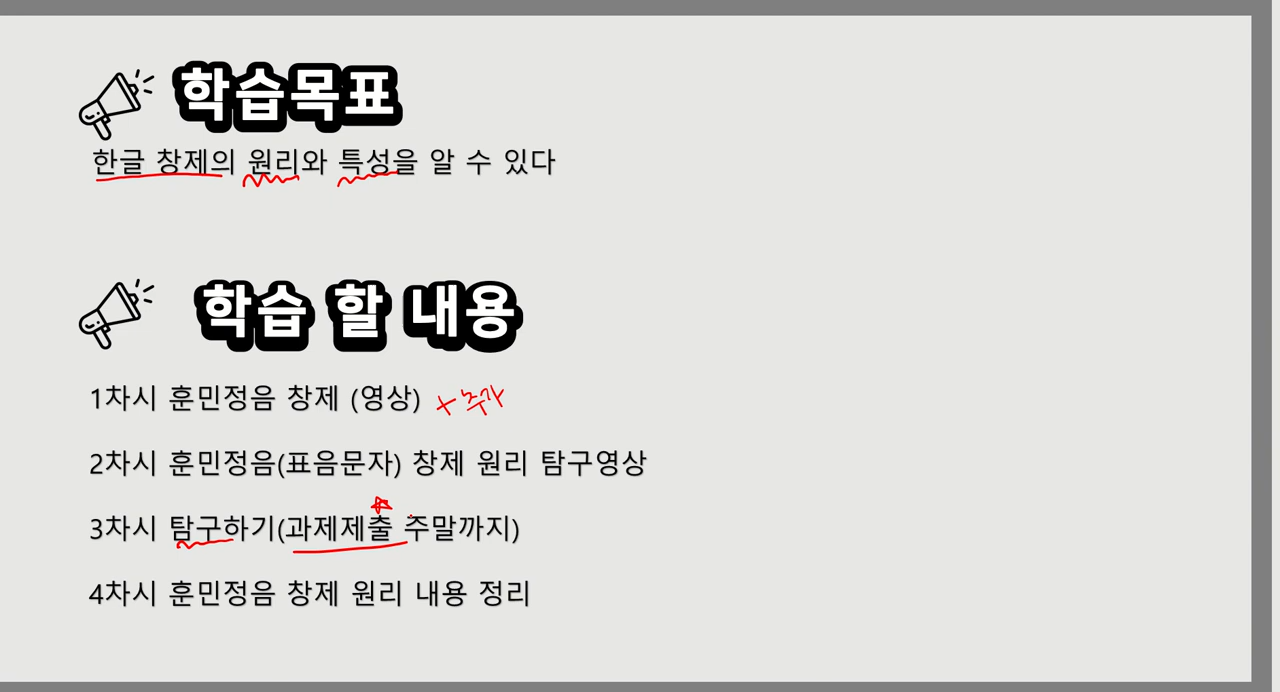 학습목표
한글 창제의 원리와 특성을 알 수 있다
학습 할 내용
1차시 훈민정음 창제 (영상) + 추가
2차시 훈민정음(표음문자) 창제 원리 탐구영상
3차시 탐구하기(과제제출 주말까지)
4차시 훈민정음 창제 원리 내용 정리